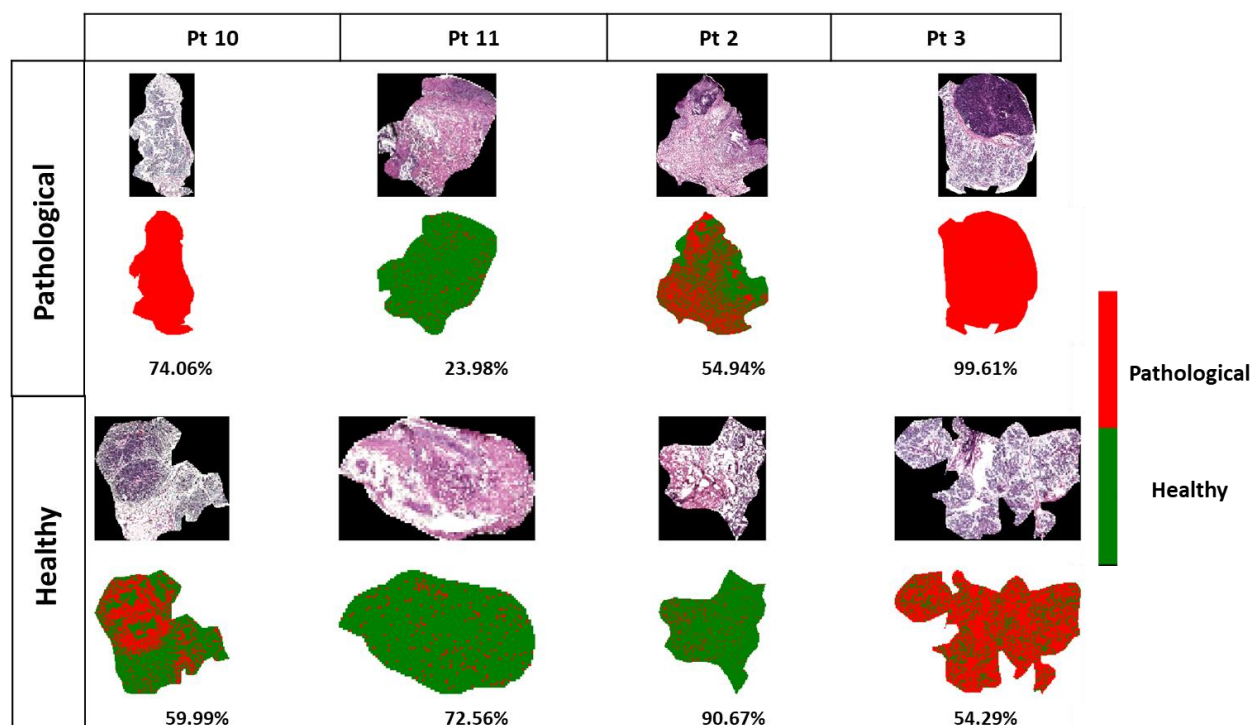 Pt 10 Pt 11 Pt 2 Pt 3
Pathological
74.06% 23.98% 54.94% 99.61%
Pathological
Healthy
Healthy
59.99% 72.56% 90.67% 54.29%